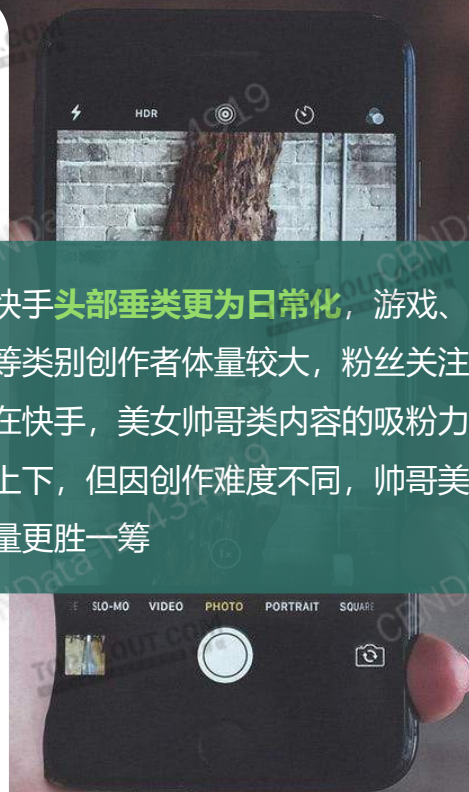 HDR
快手头部垂类更为日常化，游戏、
等类别创作者体量较大，粉丝关注
在快手，美女帅哥类内容的吸粉力
上下，但因创作难度不同，帅哥美
量更胜一筹
1x
SLO-MO VIDEO PHOTO PORTRAIT SQUARE